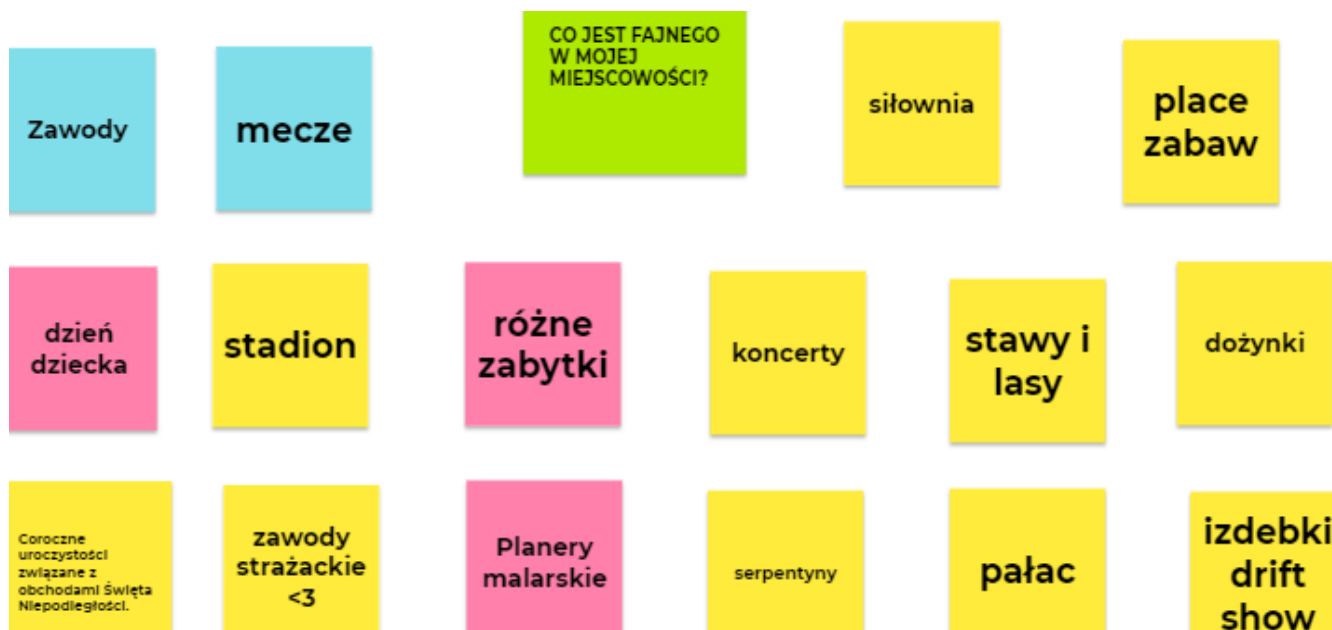 CO JEST FAJNEGO
W MOJEJ
MIEJSCOWOŚCI?
Zawody
mecze
siłownia
place
zabaw
dzień
dziecka
stadion
różne
zabytki
koncerty
stawy i
lasy
dożynki
Coroczne
uroczystości
związane z
obchodami Święta
Niepodległości.
zawody
strażackie
<3
Planery
malarskie
serpentyny
pałac
izdebki
drift
show